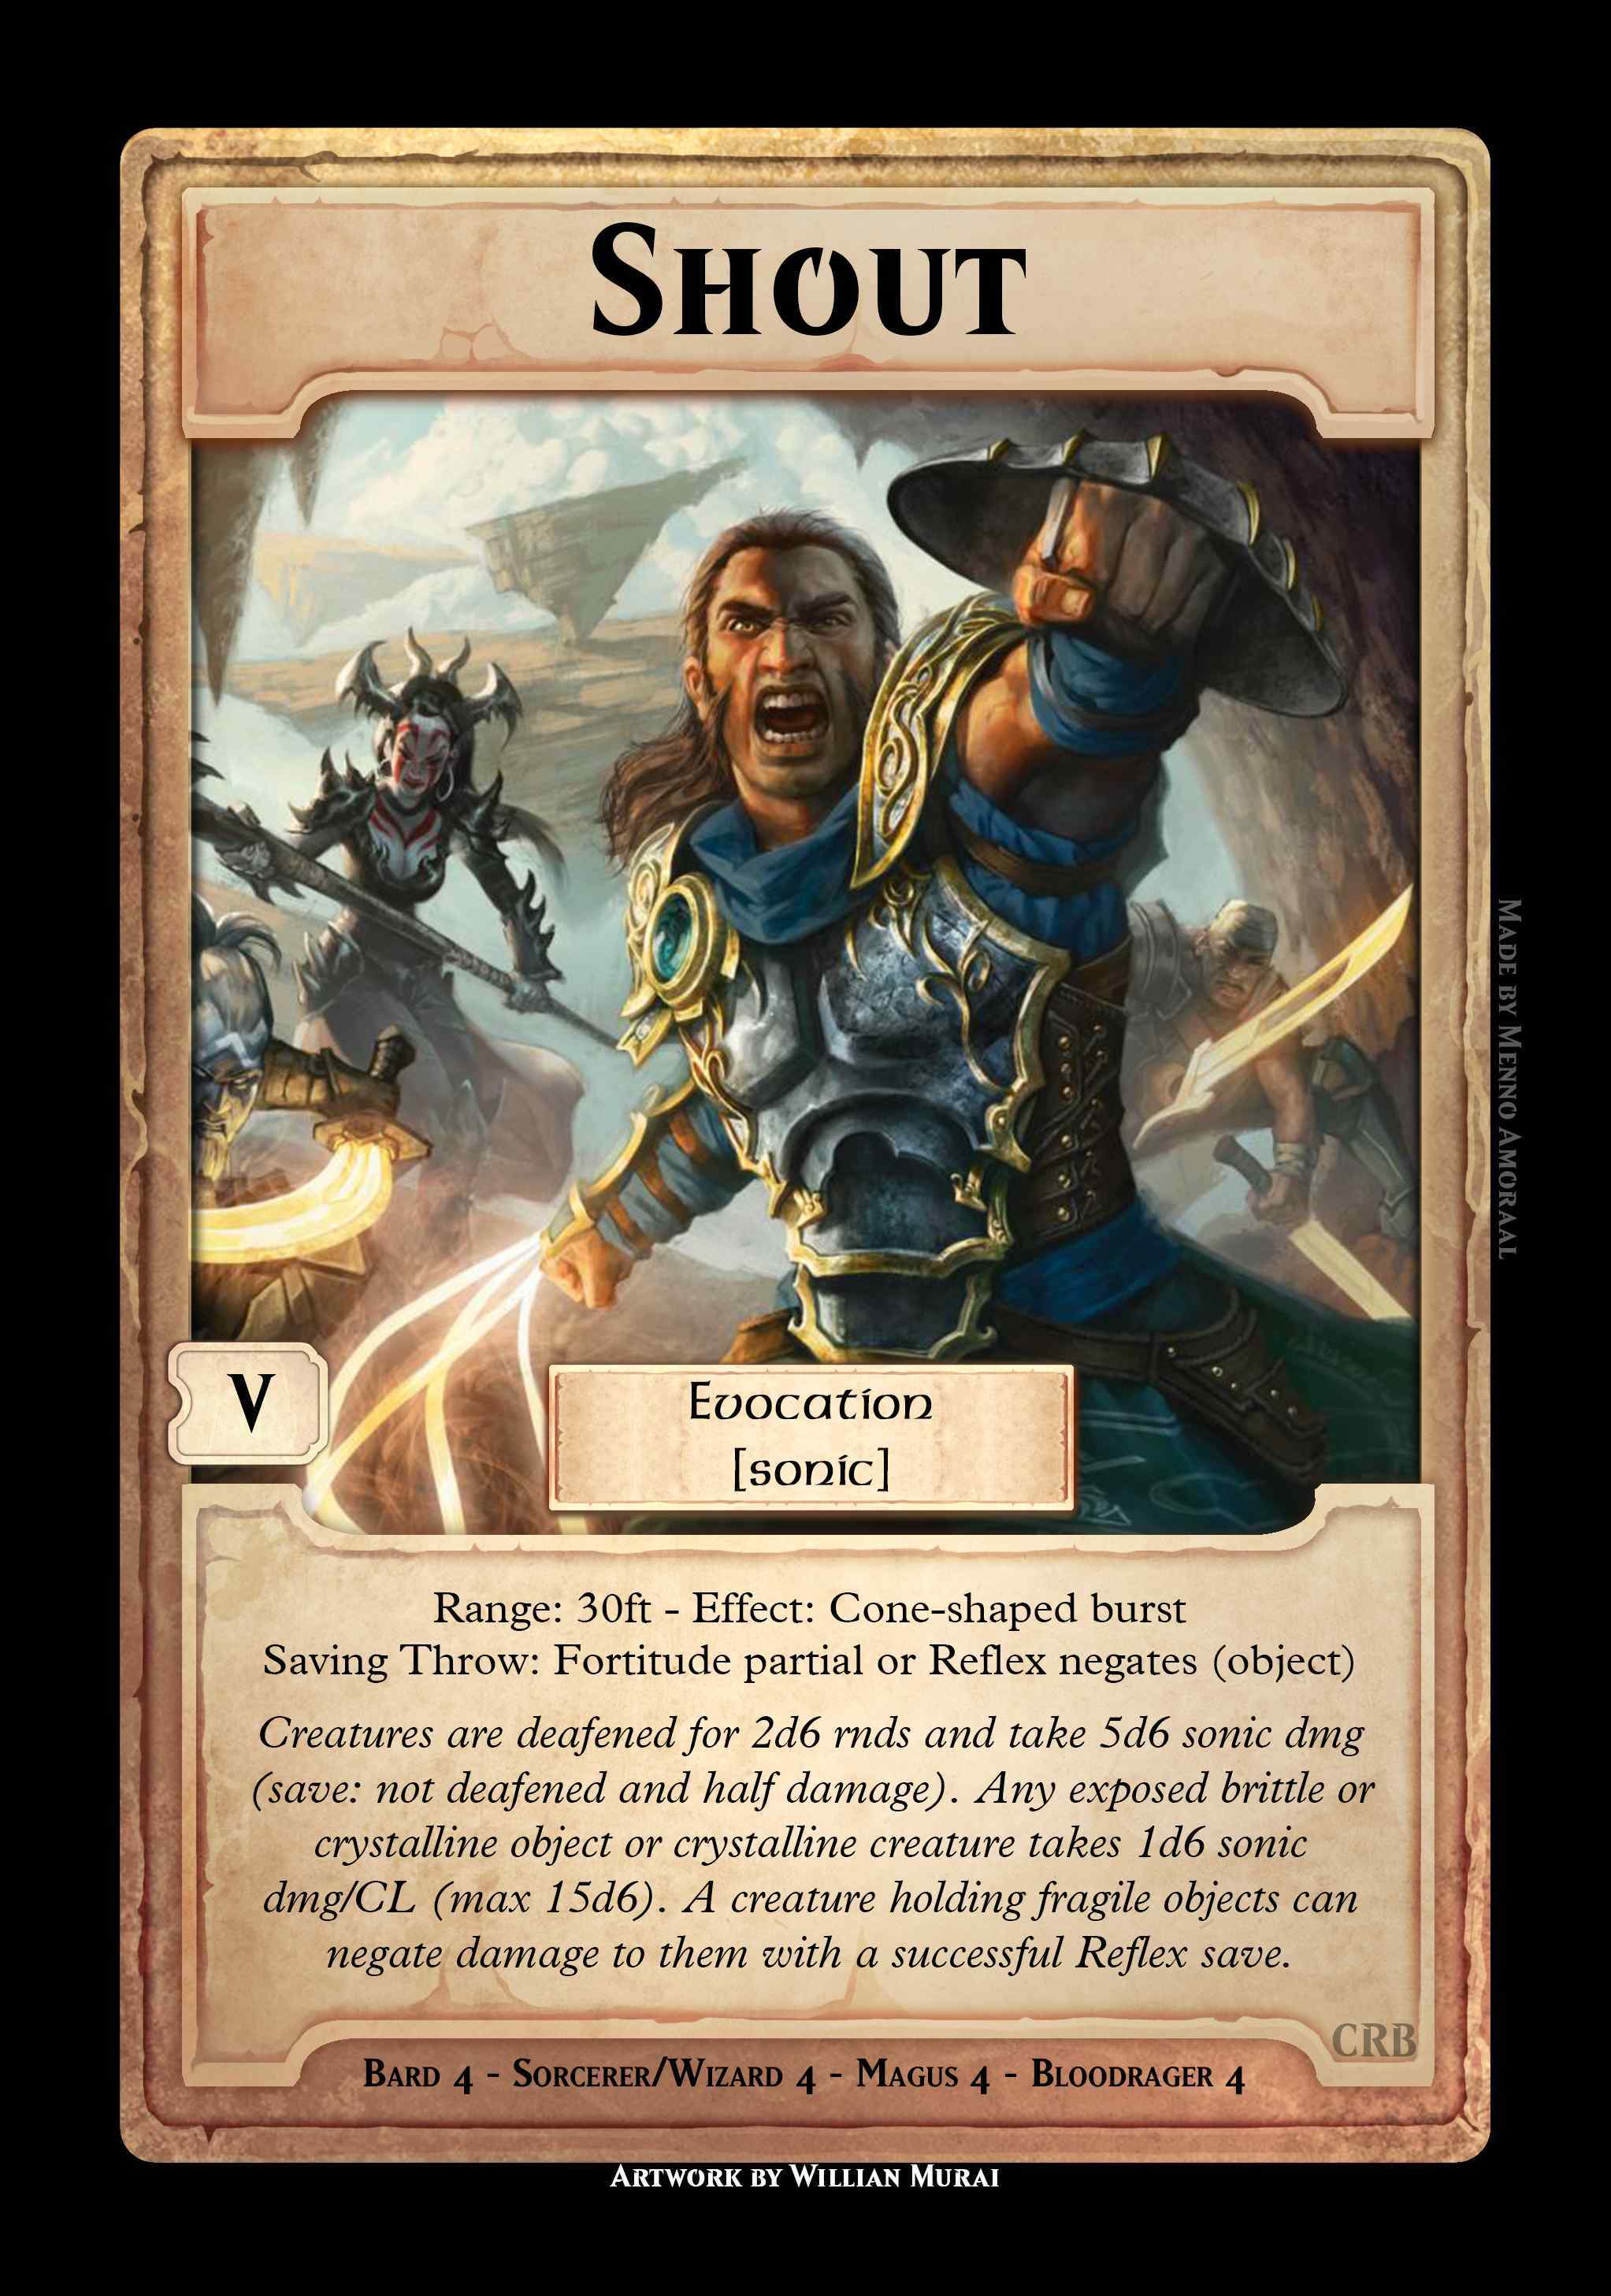 Shout
V
Evocation
[sonic]
Range: 30ft - Effect: Cone-shaped burst
Saving Throw: Fortitude partial or Reflex negates (object)
Creatures are deafened for 2d6 rnds and take 5d6 sonic dmg
(save: not deafened and half damage). Any exposed brittle or
crystalline object or crystalline creature takes 1d6 sonic
dmg/CL (max 15d6). A creature holding fragile objects can
negate damage to them with a successful Reflex save.
CRB
Bard 4 - Sorcerer/Wizard 4 - Magus 4 - Bloodrager 4
Artwork by Willian Murai
Made by Menno Amoraal